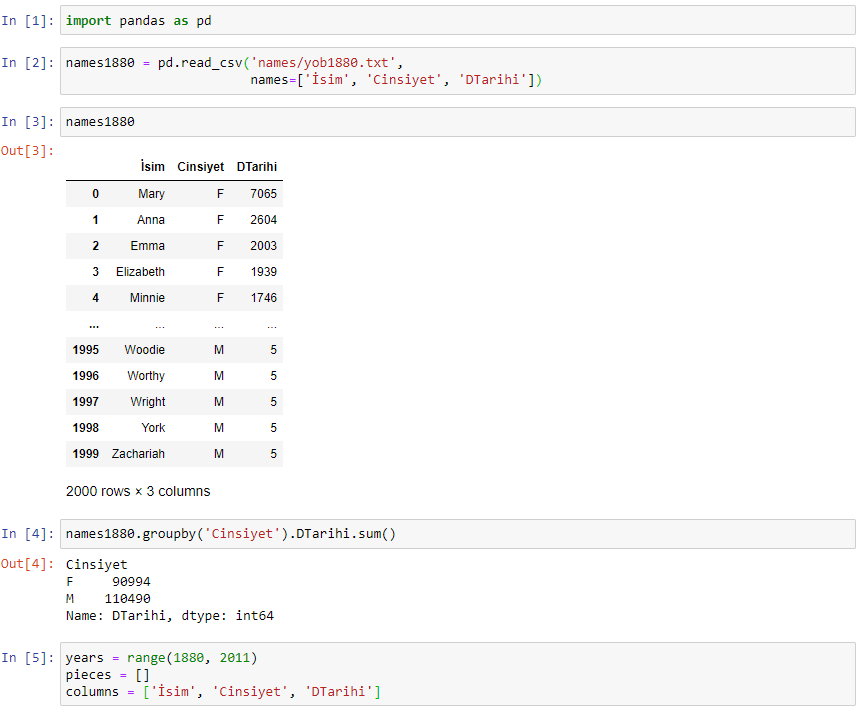 In [1]: import pandas as pd
In [2]: names1880 = pd.read_csv('names/yob1880.txt',
names=['İsim', 'Cinsiyet', 'DTarihi'])
In [3]: names1880
Out[3]:
İsim Cinsiyet DTarihi
0 Mary F 7065
1 Anna F 2604
2 Emma F 2003
3 Elizabeth F 1939
4 Minnie F 1746
... ... ... ...
1995 Woodie M 5
1996 Worthy M 5
1997 Wright M 5
1998 York M 5
1999 Zachariah M 5
2000 rows × 3 columns
In [4]: names1880.groupby('Cinsiyet').DTarihi.sum()
Out[4]: Cinsiyet
F 90994
M 110490
Name: DTarihi, dtype: int64
In [5]: years = range(1880, 2011)
pieces = []
columns = ['İsim', 'Cinsiyet', 'DTarihi']